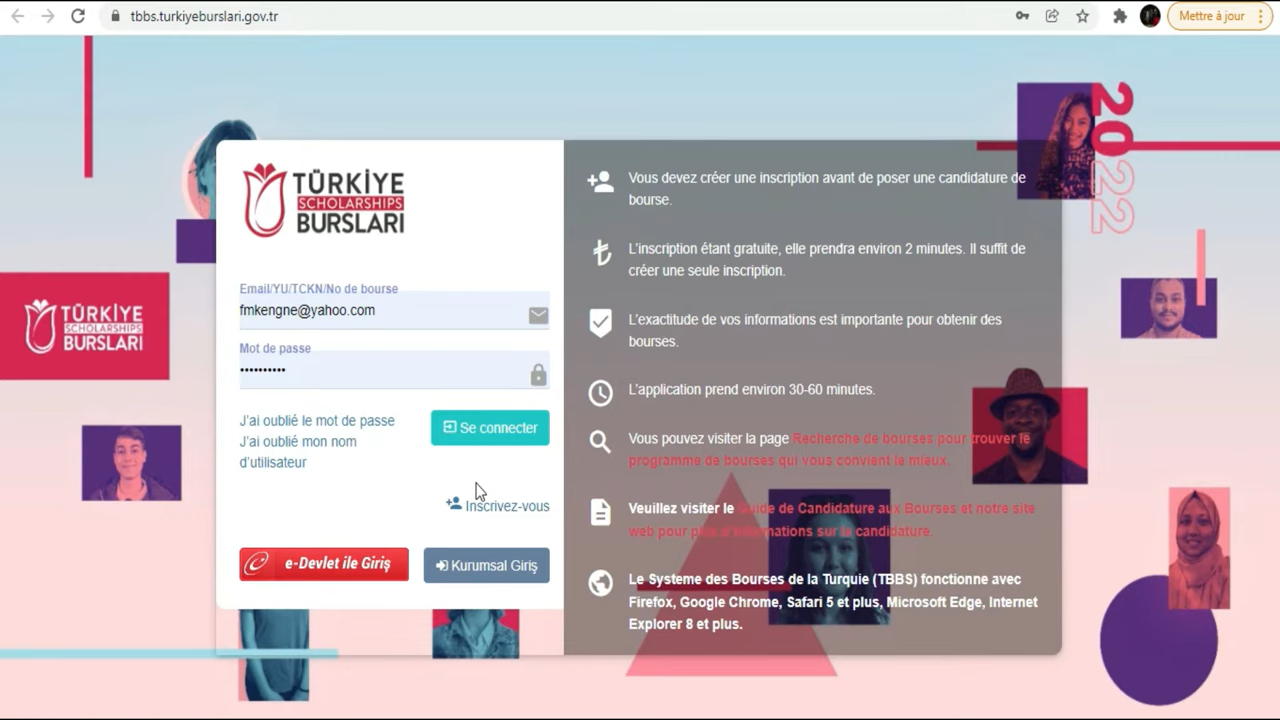 tbbs.turkiyeburslari.gov.tr
Mettre à jour
2022
TÜRKİYE
SCHOLARSHIPS
BURSLARI
TÜRKİYE
SCHOLARSHIPS
BURSLARI
Email/YU/TCKN/No de bourse
fmkengne@yahoo.com
Mot de passe
••••••••••
J'ai oublié le mot de passe
J'ai oublié mon nom
d'utilisateur
Se connecter
Inscrivez-vous
e-Devlet ile Giriş
Kurumsal Giriş
Vous devez créer une inscription avant de poser une candidature de
bourse.
L'inscription étant gratuite, elle prendra environ 2 minutes. Il suffit de
créer une seule inscription.
L'exactitude de vos informations est importante pour obtenir des
bourses.
L'application prend environ 30-60 minutes.
Vous pouvez visiter la page Recherche de bourses pour trouver le
programme de bourses qui vous convient le mieux.
Veuillez visiter le Guide de Candidature aux Bourses et notre site
web pour plus d'informations sur la candidature.
Le Systeme des Bourses de la Turquie (TBBS) fonctionne avec
Firefox, Google Chrome, Safari 5 et plus, Microsoft Edge, Internet
Explorer 8 et plus.